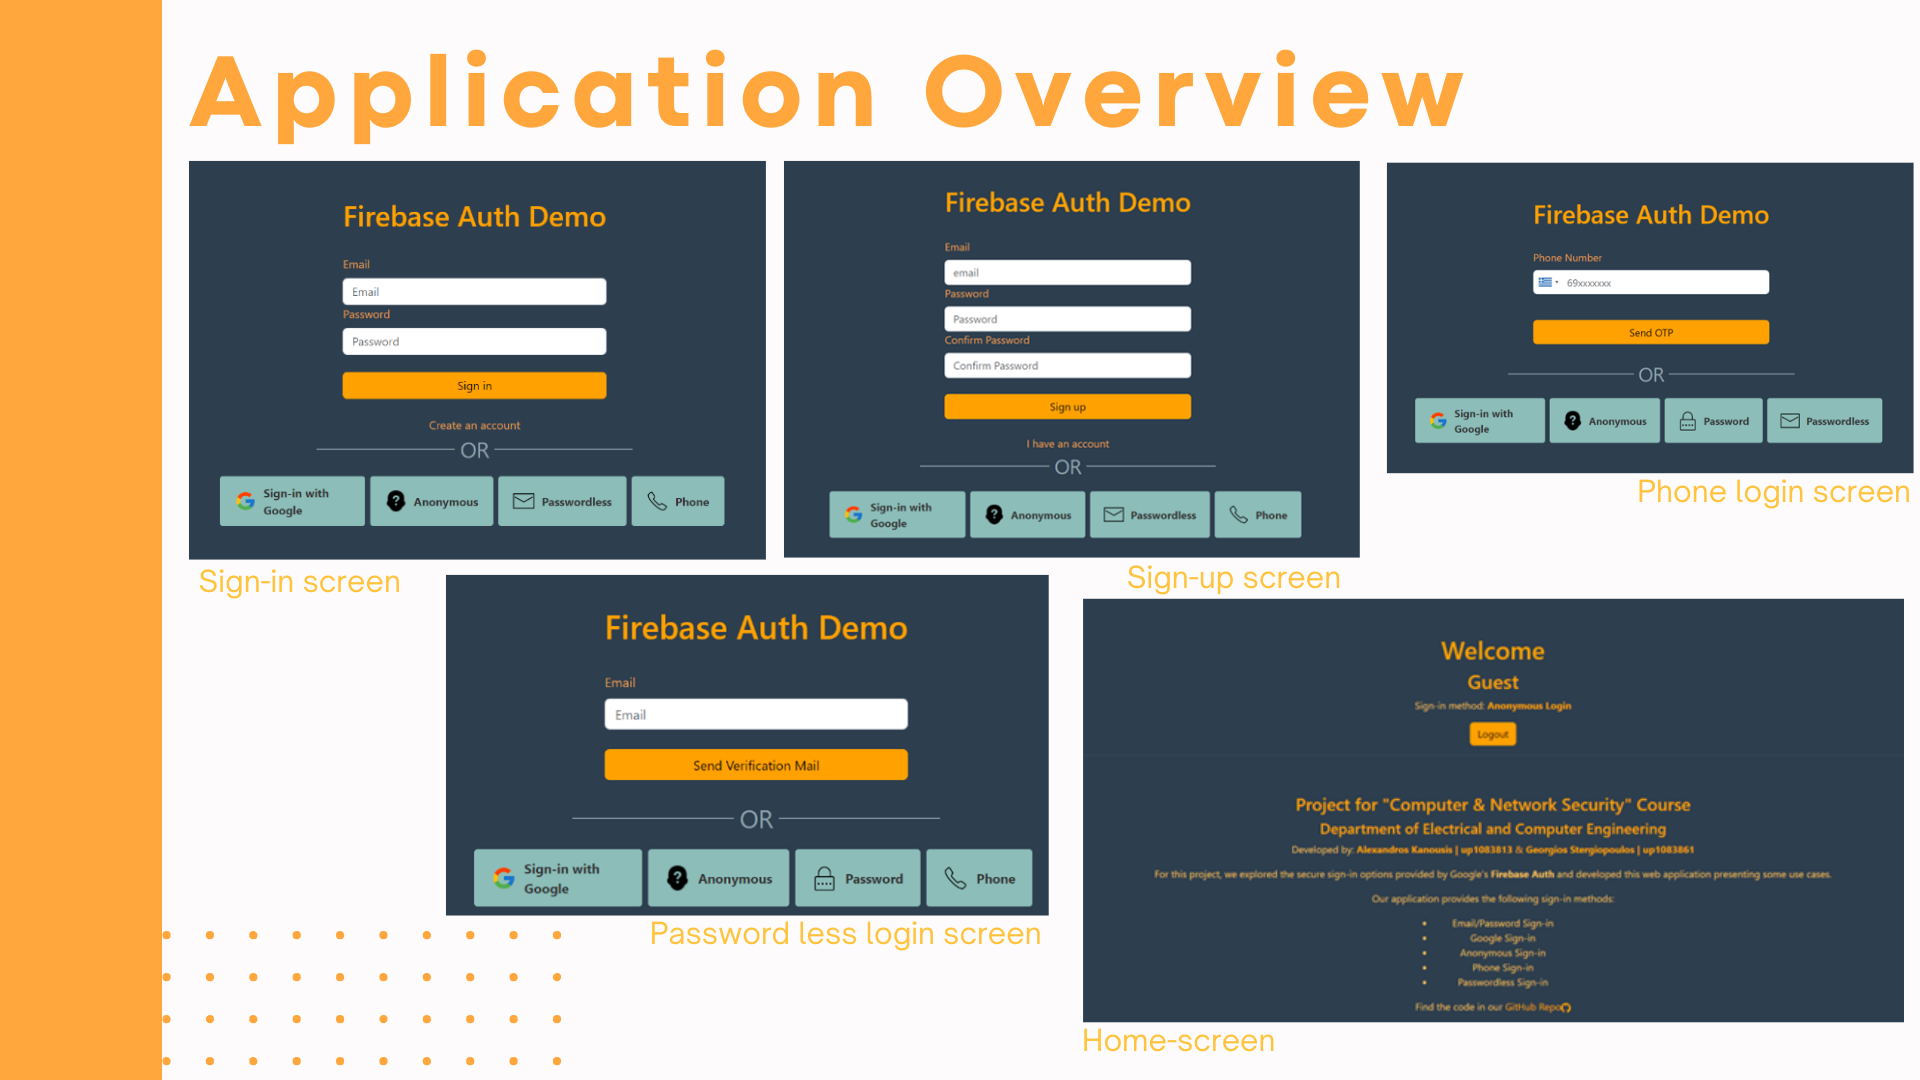 Application Overview
Firebase Auth Demo
Email
Email
Password
Password
Sign in
Create an account
OR
Sign-in with
Google
Anonymous
Passwordless
Phone
Sign-in screen
Firebase Auth Demo
Email
email
Password
Password
Confirm Password
Confirm Password
Sign up
I have an account
OR
Sign-in with
Google
Anonymous
Passwordless
Phone
Sign-up screen
Firebase Auth Demo
Phone Number
69xxxxxxx
Send OTP
OR
Sign-in with
Google
Anonymous
Password
Passwordless
Phone login screen
Firebase Auth Demo
Email
Email
Send Verification Mail
OR
Sign-in with
Google
Anonymous
Password
Phone
Password less login screen
Welcome
Guest
Sign-in method: Anonymous Login
Logout
Project for "Computer & Network Security" Course
Department of Electrical and Computer Engineering
Developed by: Alexandros Kanousis | up1083813 & Georgios Stergiopoulos | up1083861
For this project, we explored the secure sign-in options provided by Google's Firebase Auth and developed this web application presenting some use cases.
Our application provides the following sign-in methods:
• Email/Password Sign-in
• Google Sign-in
• Anonymous Sign-in
• Phone Sign-in
• Passwordless Sign-in
Find the code in our GitHub Repo
Home-screen